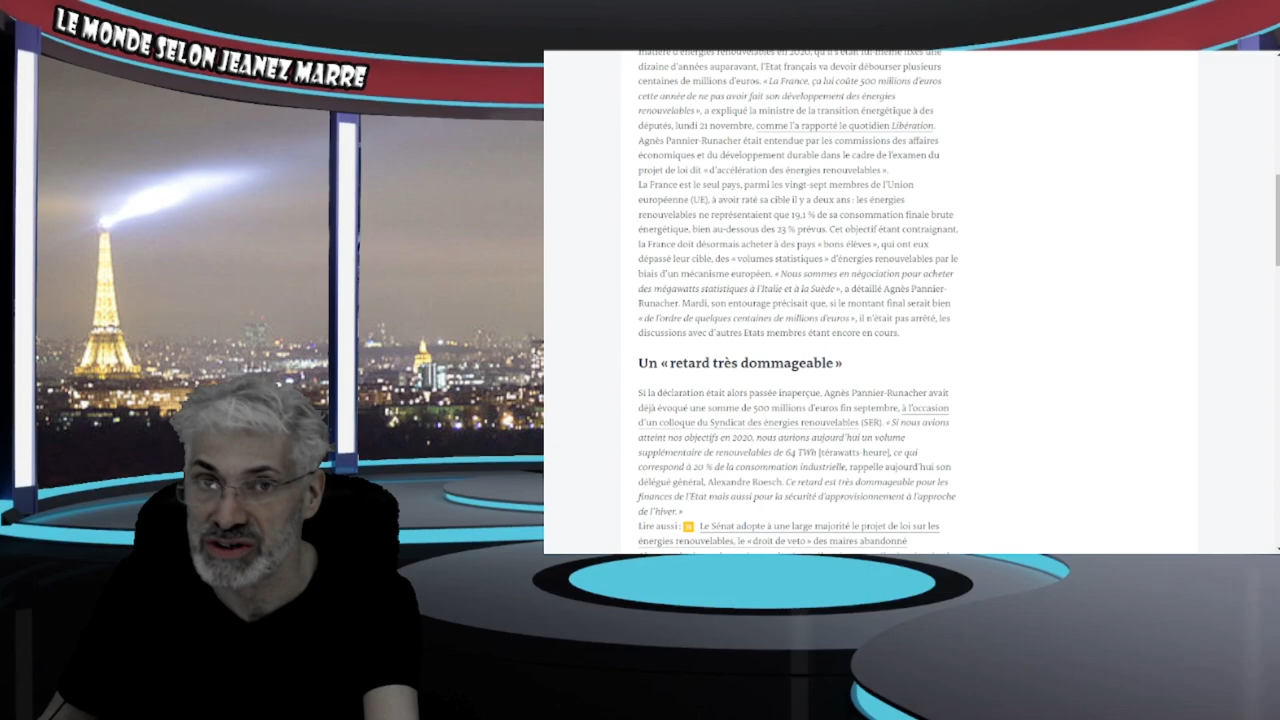 LE MONDE SELON JEANEZ MARRE
matière d'énergies renouvelables en 2020, qu'il s'était lui-même fixés une
dizaine d'années auparavant, l'Etat français va devoir débourser plusieurs
centaines de millions d'euros. « La France, ça lui coûte 500 millions d'euros
cette année de ne pas avoir fait son développement des énergies
renouvelables », a expliqué la ministre de la transition énergétique à des
députés, lundi 21 novembre, comme l'a rapporté le quotidien Libération.
Agnès Pannier-Runacher était entendue par les commissions des affaires
économiques et du développement durable dans le cadre de l'examen du
projet de loi dit « d'accélération des énergies renouvelables ».
La France est le seul pays, parmi les vingt-sept membres de l'Union
européenne (UE), à avoir raté sa cible il y a deux ans : les énergies
renouvelables ne représentaient que 19,1 % de sa consommation finale brute
énergétique, bien au-dessous des 23 % prévus. Cet objectif étant contraignant,
la France doit désormais acheter à des pays « bons élèves », qui ont eux
dépassé leur cible, des « volumes statistiques » d'énergies renouvelables par le
biais d'un mécanisme européen. « Nous sommes en négociation pour acheter
des mégawatts statistiques à l'Italie et à la Suède », a détaillé Agnès Pannier-
Runacher. Mardi, son entourage précisait que, si le montant final serait bien
« de l'ordre de quelques centaines de millions d'euros », il n'était pas arrêté, les
discussions avec d'autres Etats membres étant encore en cours.
Un « retard très dommageable »
Si la déclaration était alors passée inaperçue, Agnès Pannier-Runacher avait
déjà évoqué une somme de 500 millions d'euros fin septembre, à l'occasion
d'un colloque du Syndicat des énergies renouvelables (SER). « Si nous avions
atteint nos objectifs en 2020, nous aurions aujourd'hui un volume
supplémentaire de renouvelables de 64 TWh [térawatts-heure], ce qui
correspond à 20 % de la consommation industrielle, rappelle aujourd'hui son
délégué général, Alexandre Roesch. Ce retard est très dommageable pour les
finances de l'Etat mais aussi pour la sécurité d'approvisionnement à l'approche
de l'hiver. »
Lire aussi : Le Sénat adopte à une large majorité le projet de loi sur les
énergies renouvelables, le « droit de veto » des maires abandonné